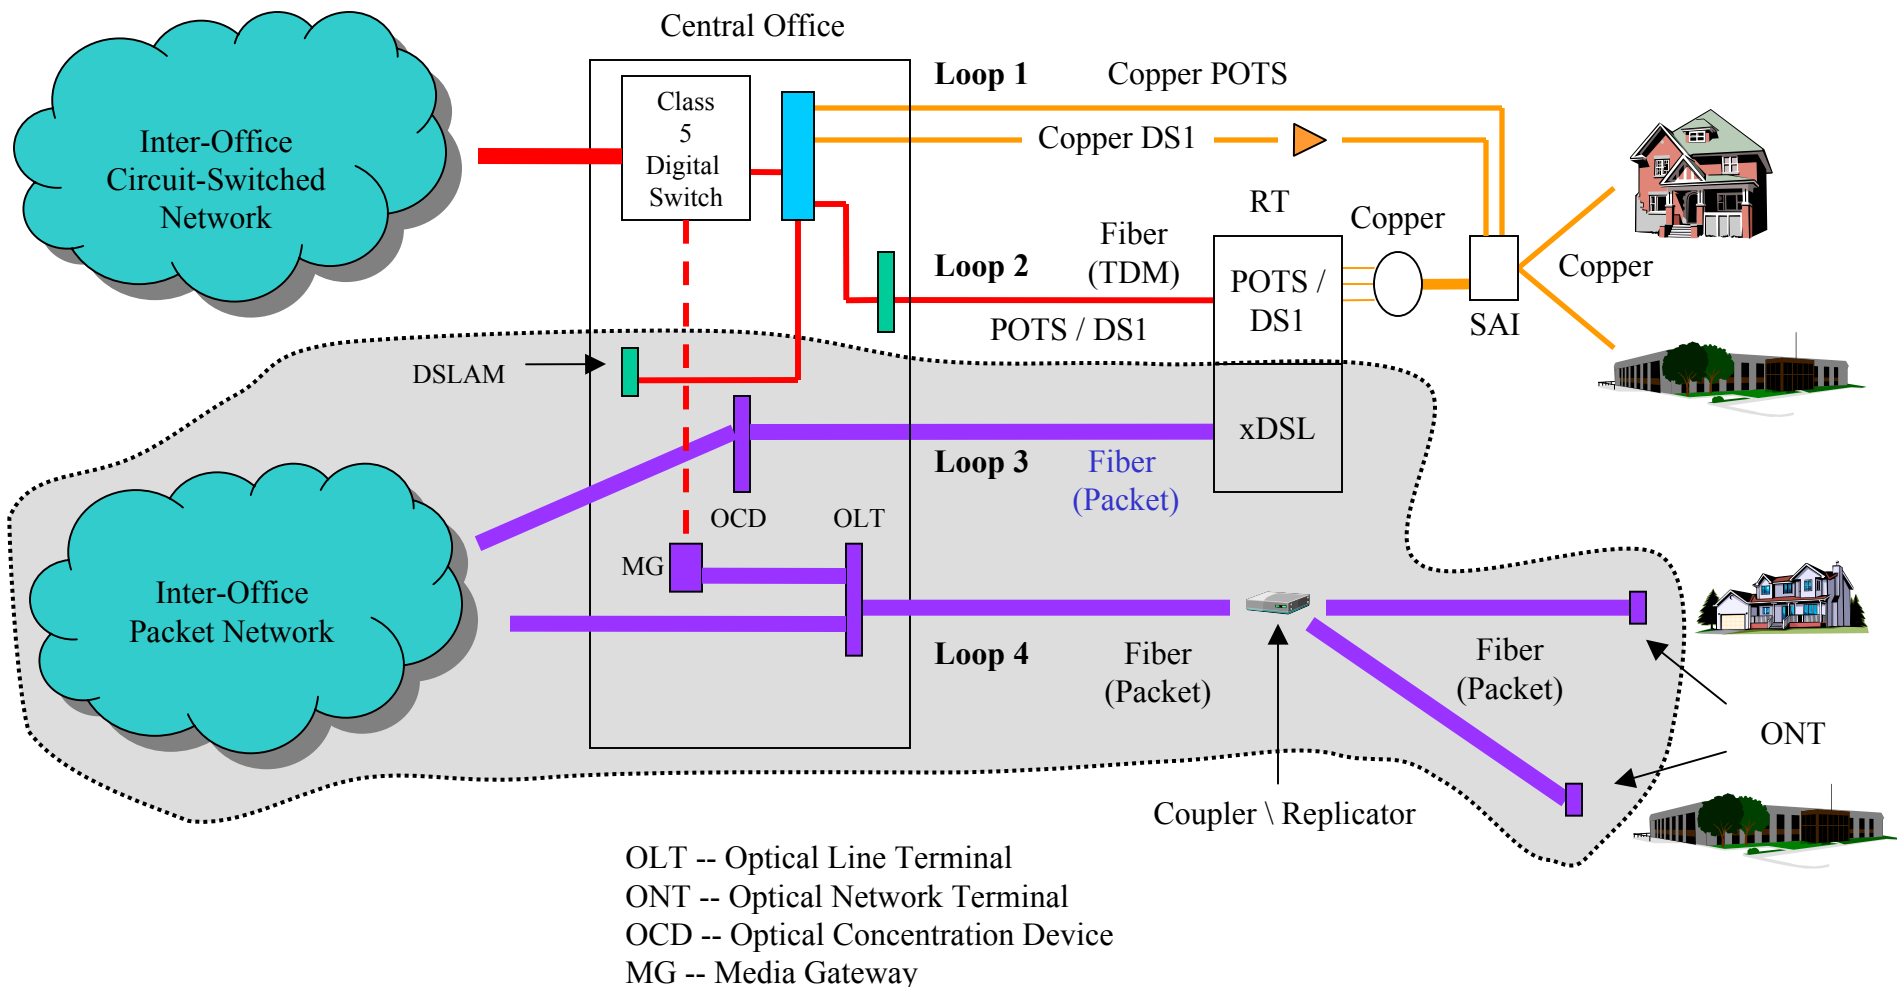 Central Office
Inter-Office
Circuit-Switched
Network
Class
5
Digital
Switch
Loop 1
Copper POTS
Copper DS1
RT
Copper
Fiber
(TDM)
Loop 2
POTS /
DS1
Copper
SAI
POTS / DS1
DSLAM
xDSL
Loop 3
Fiber
(Packet)
OCD
OLT
MG
Inter-Office
Packet Network
Loop 4
Fiber
(Packet)
Fiber
(Packet)
ONT
Coupler \ Replicator
OLT -- Optical Line Terminal
ONT -- Optical Network Terminal
OCD -- Optical Concentration Device
MG -- Media Gateway